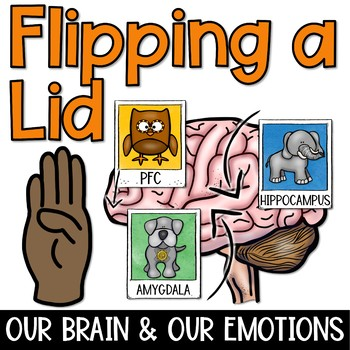 Flipping a
Lid
PFC
HIPPOCAMPUS
AMYGDALA
OUR BRAIN & OUR EMOTIONS